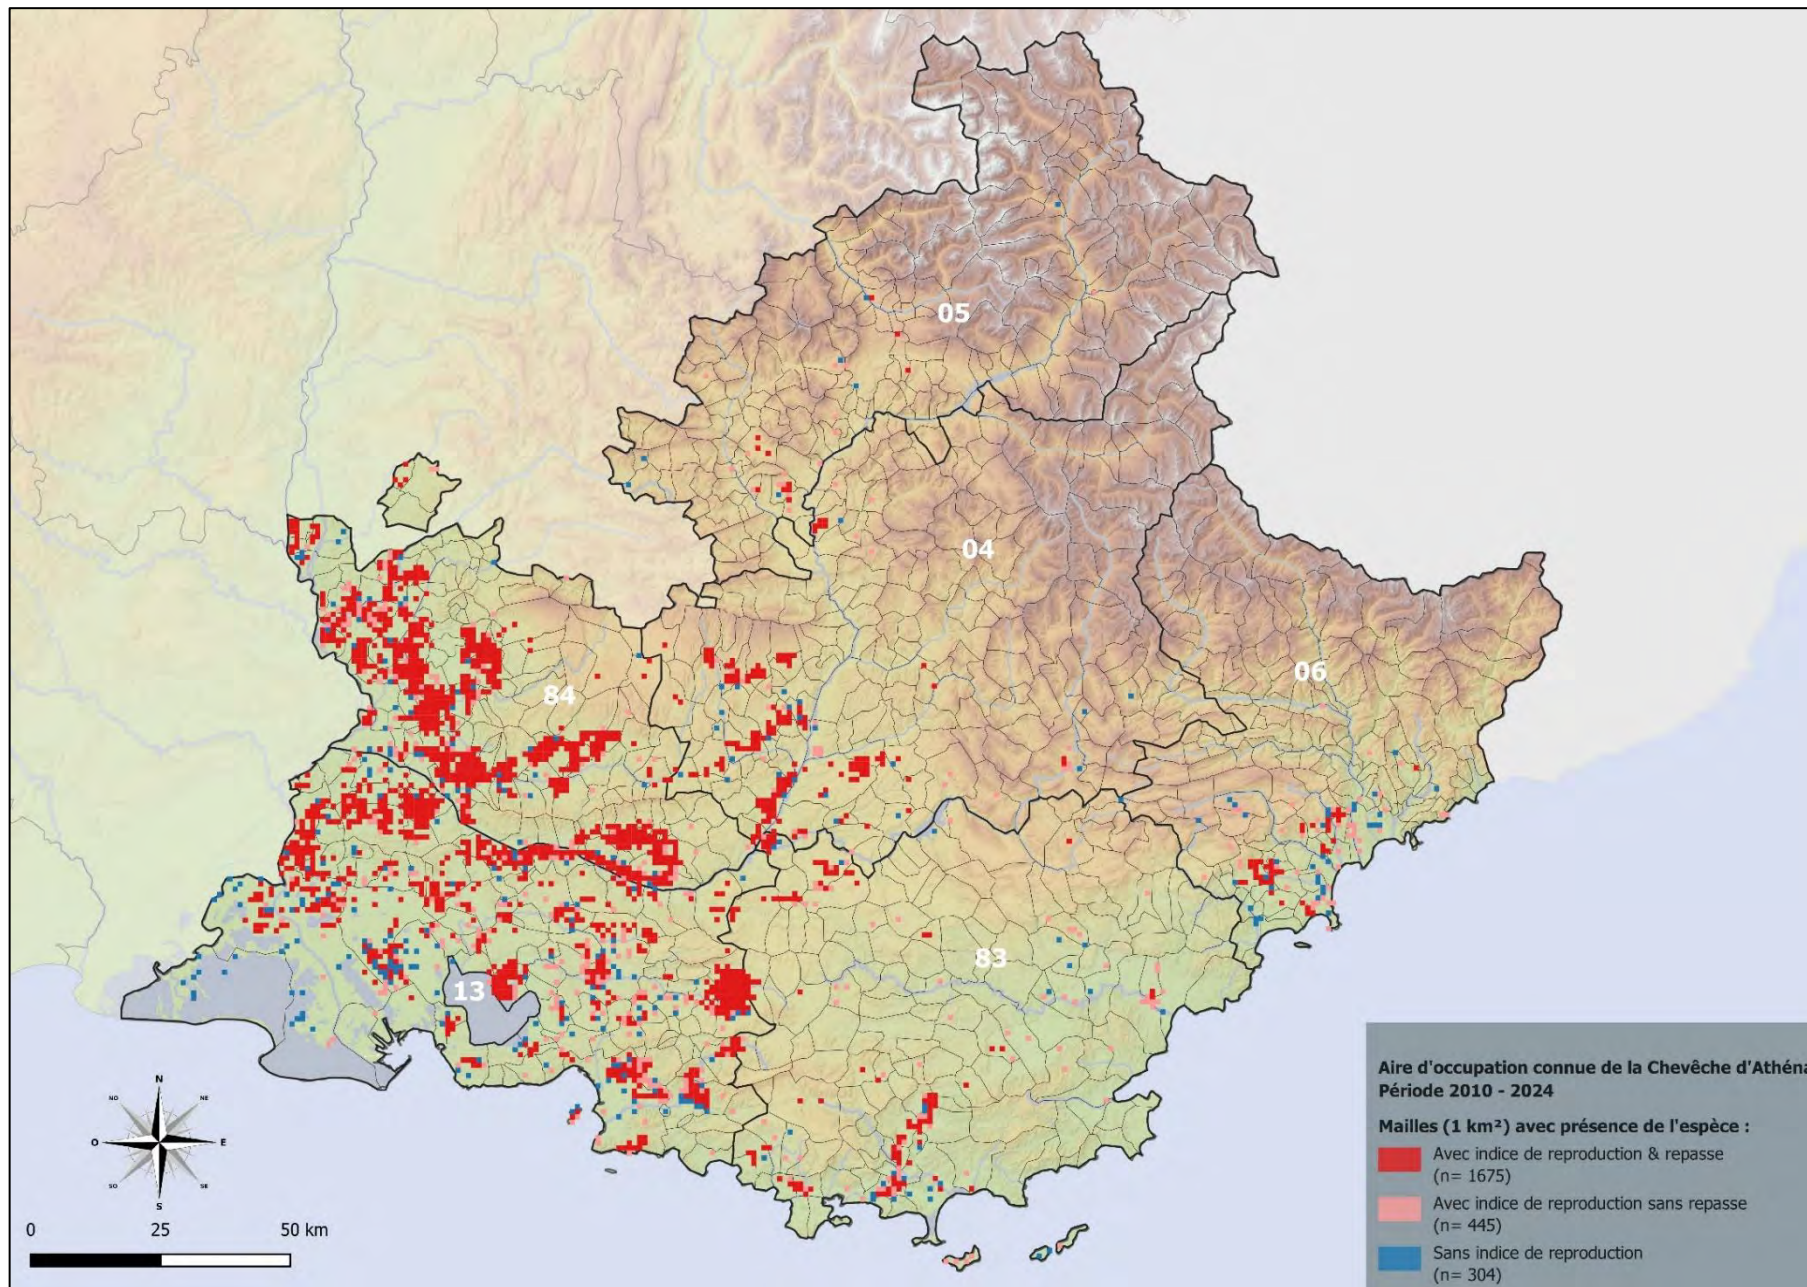 05
04
06
84
83
13
N
NO
NE
O
E
SO
SE
S
0
25
50 km
Aire d'occupation connue de la Chevêche d'Athéna
Période 2010 - 2024
Mailles (1 km²) avec présence de l'espèce :
Avec indice de reproduction & repasse
(n= 1675)
Avec indice de reproduction sans repasse
(n= 445)
Sans indice de reproduction
(n= 304)